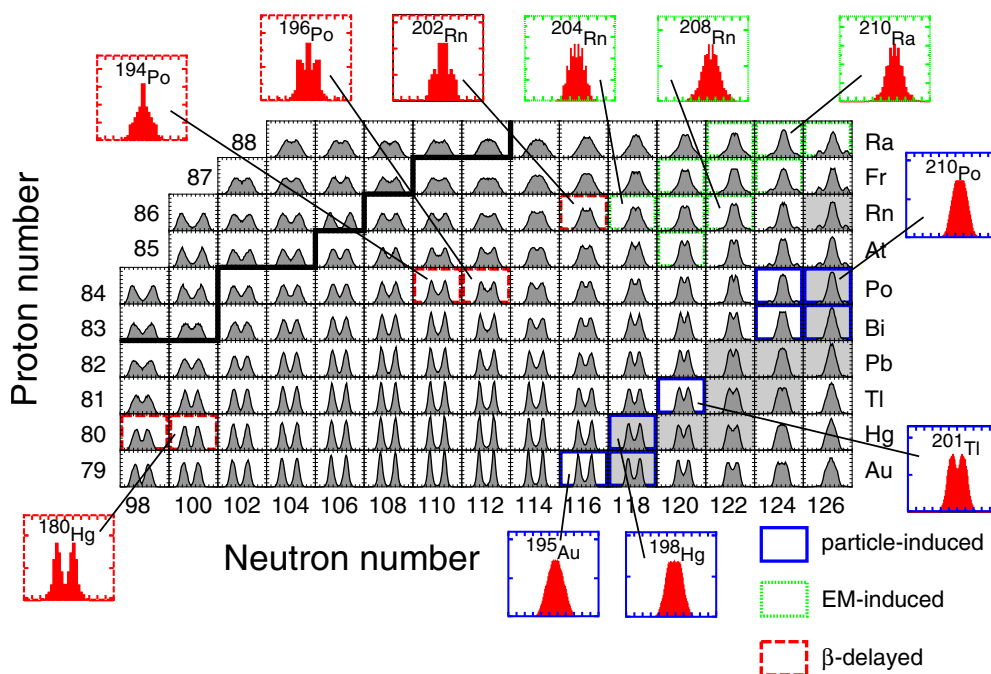 196Po
202Rn
204Rn
208Rn
210Ra
194Po
88
Ra
87
Fr
210Po
86
Rn
85
At
84
Po
83
Bi
82
Pb
81
Tl
80
Hg
201Tl
79
Au
98 100 102 104 106 108 110 112 114 116 118 120 122 124 126
Proton number
Neutron number
180Hg
195Au
198Hg
particle-induced
EM-induced
β-delayed